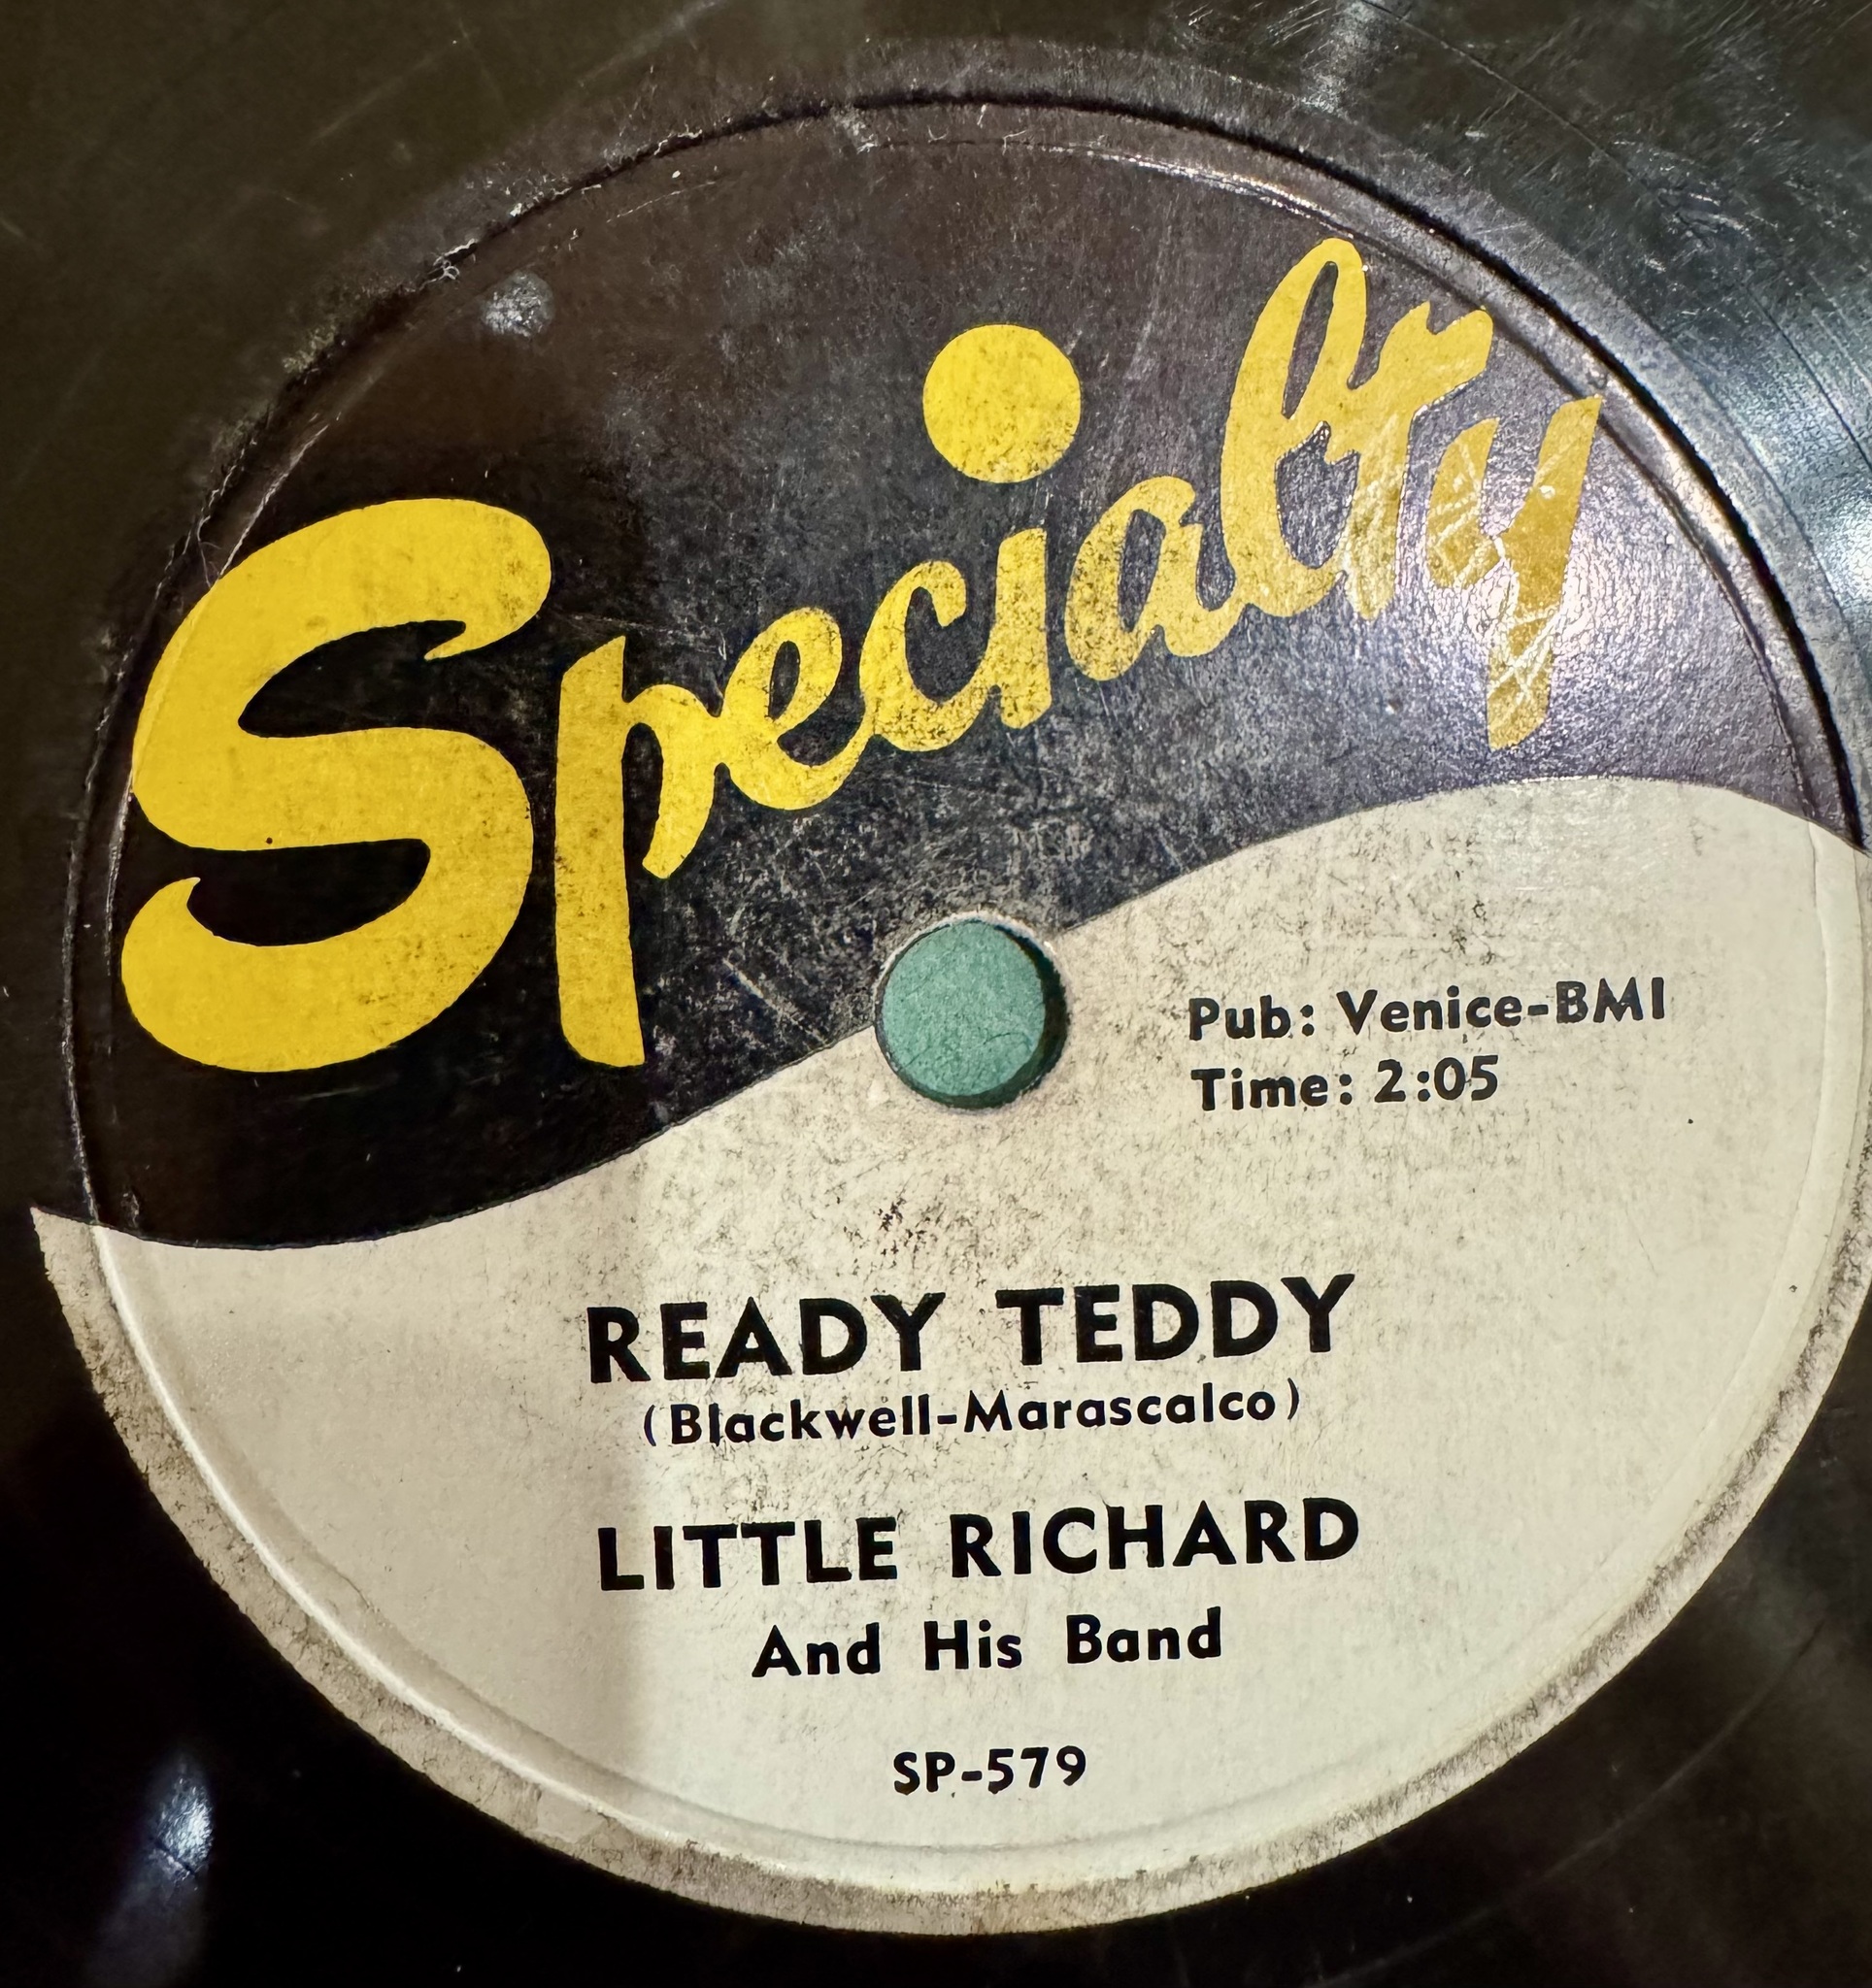 Specialty
Pub: Venice-BMI
Time: 2:05
READY TEDDY
(Blackwell-Marascalco)
LITTLE RICHARD
And His Band
SP-579